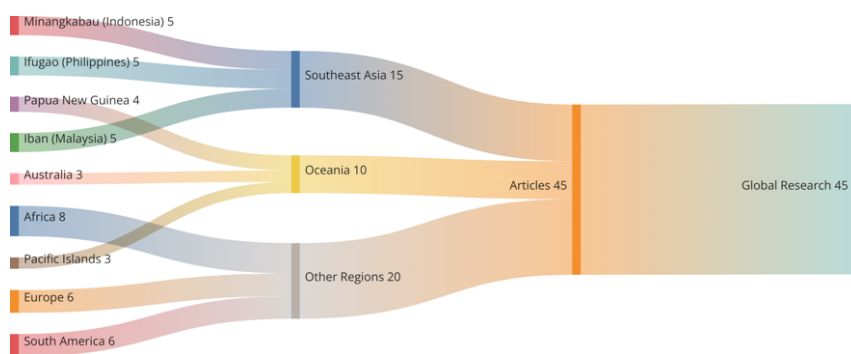 Minangkabau (Indonesia) 5
Ifugao (Philippines) 5
Papua New Guinea 4
Iban (Malaysia) 5
Australia 3
Africa 8
Pacific Islands 3
Europe 6
South America 6
Southeast Asia 15
Oceania 10
Other Regions 20
Articles 45
Global Research 45